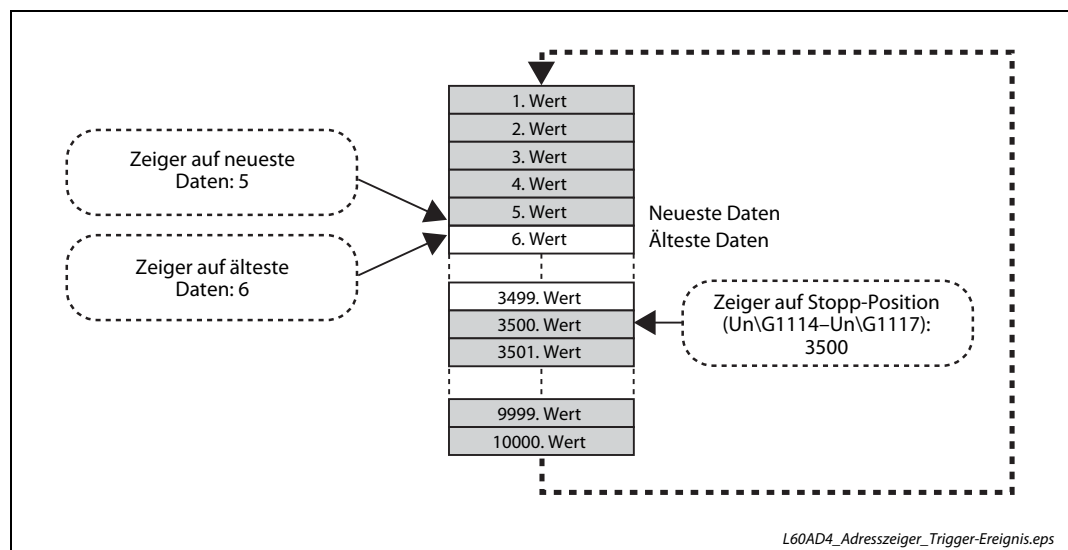 1. Wert
2. Wert
3. Wert
4. Wert
5. Wert
6. Wert
Zeiger auf neueste
Daten: 5
Zeiger auf älteste
Daten: 6
Neueste Daten
Älteste Daten
3499. Wert
3500. Wert
3501. Wert
Zeiger auf Stopp-Position
(Un\G1114–Un\G1117):
3500
9999. Wert
10000. Wert
L60AD4_Adresszeiger_Trigger-Ereignis.eps